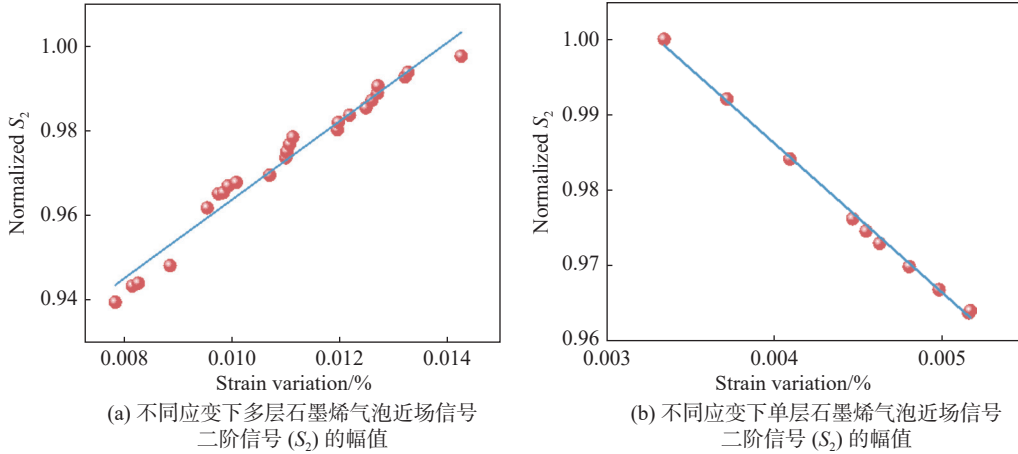 1.00
0.98
0.96
0.94
Normalized S₂
0.008 0.010 0.012 0.014
Strain variation/%
(a) 不同应变下多层石墨烯气泡近场信号
二阶信号 (S₂) 的幅值
1.00
0.99
0.98
0.97
0.96
Normalized S₂
0.003 0.004 0.005
Strain variation/%
(b) 不同应变下单层石墨烯气泡近场信号
二阶信号 (S₂) 的幅值